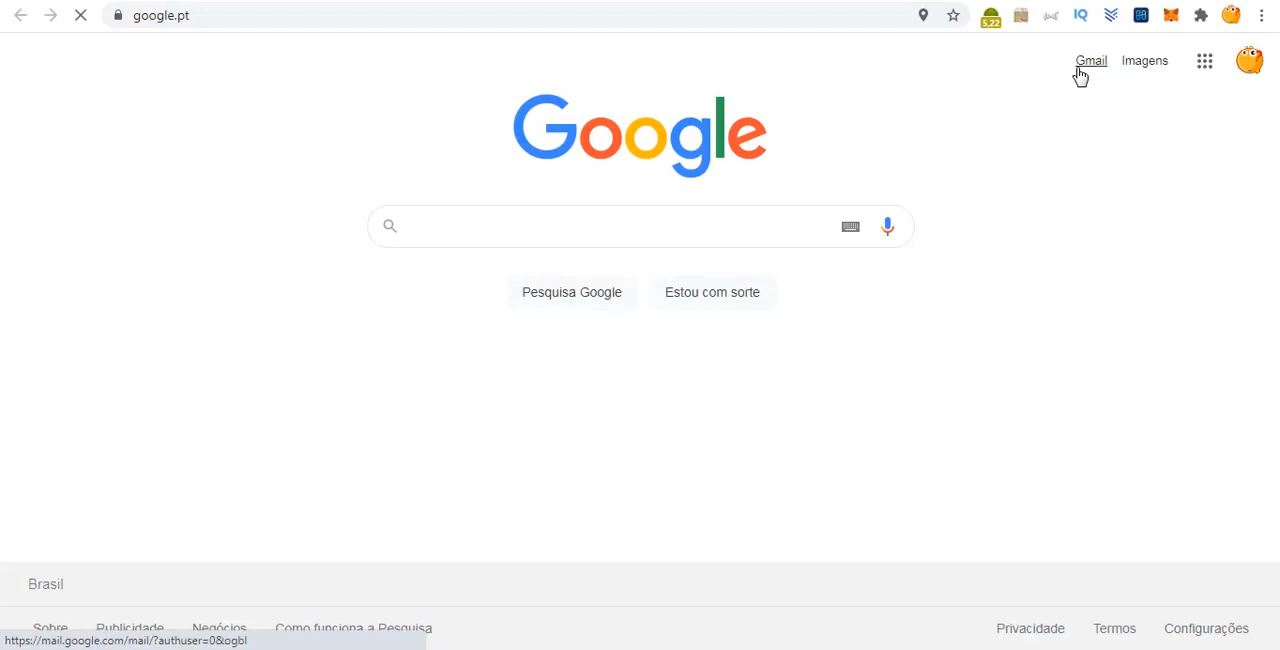 google.pt
5,22
IQ
Gmail Imagens
Google
Pesquisa Google Estou com sorte
Brasil
Sobre Publicidade Negócios Como funciona a Pesquisa
Privacidade Termos Configurações
https://mail.google.com/mail/?authuser=0&ogbl